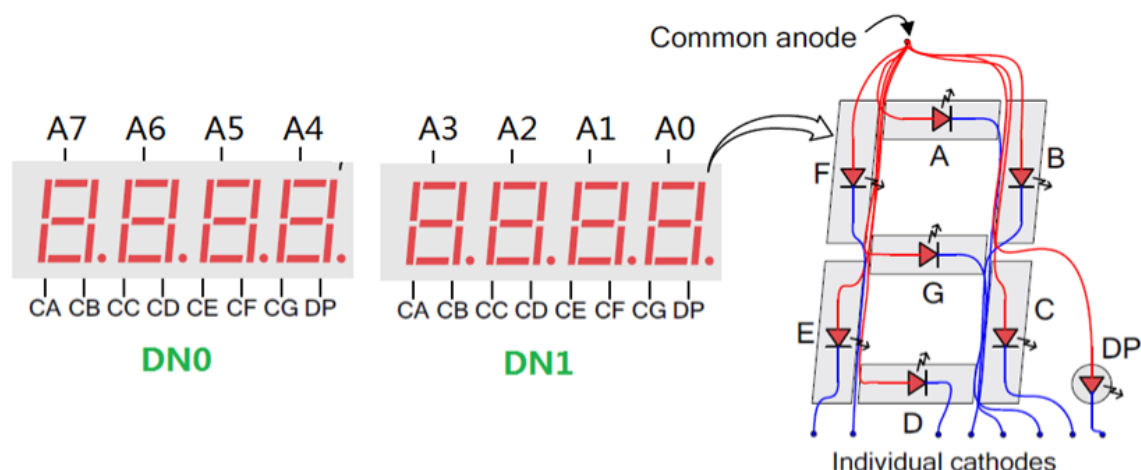 Common anode
A7 A6 A5 A4
A3 A2 A1 A0
CA CB CC CD CE CF CG DP
CA CB CC CD CE CF CG DP
DN0
DN1
A
B
F
G
E
C
D
DP
Individual cathodes